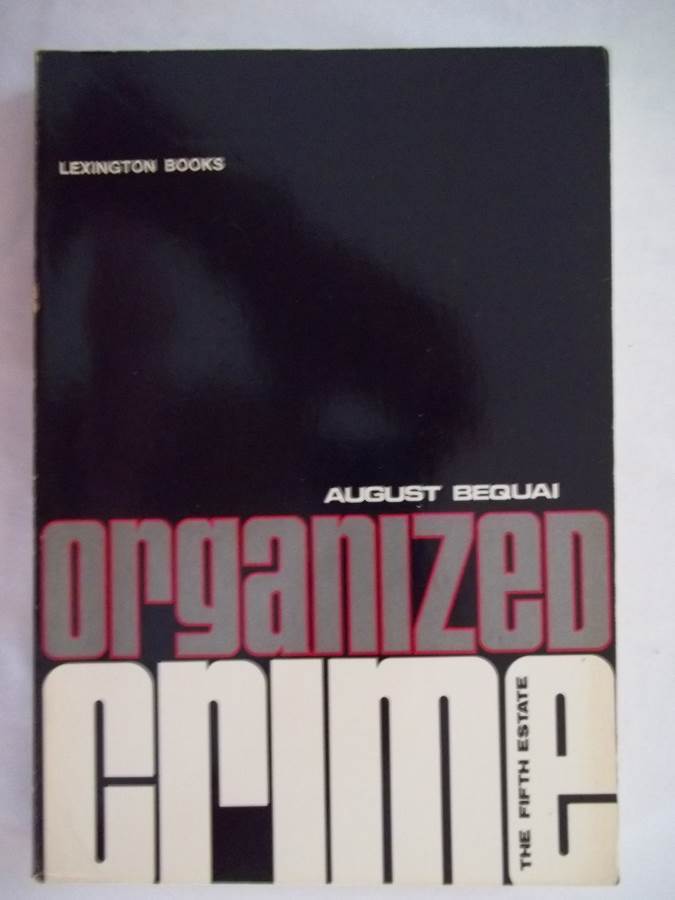 LEXINGTON BOOKS
AUGUST BEQUAI
ORGANIZED
CRIME
THE FIFTH ESTATE